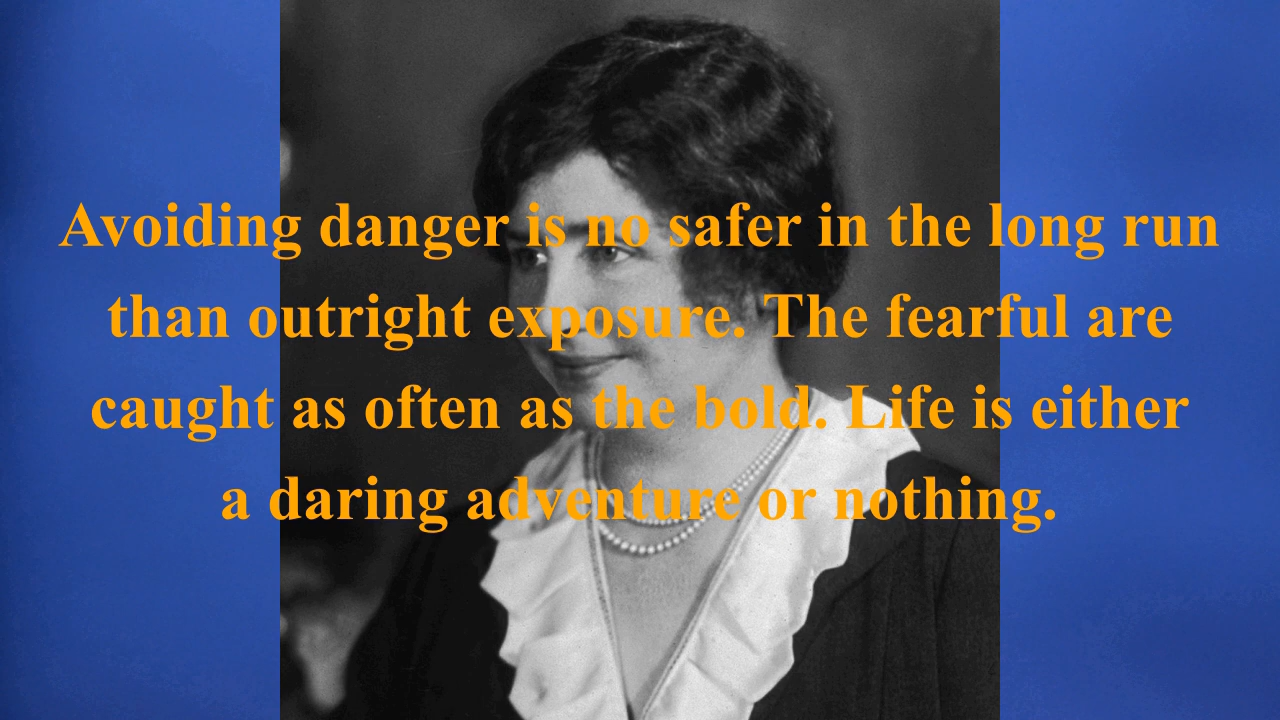 Avoiding danger is no safer in the long run
than outright exposure. The fearful are
caught as often as the bold. Life is either
a daring adventure or nothing.